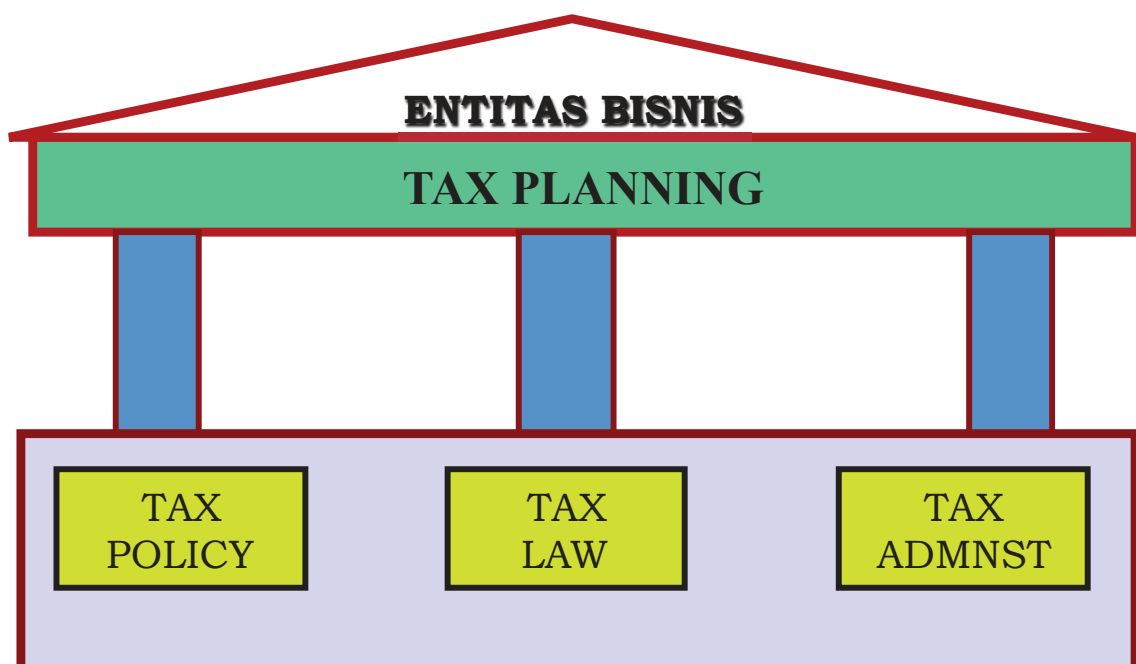 ENTITAS BISNIS
TAX PLANNING
TAX
POLICY
TAX
LAW
TAX
ADMNST